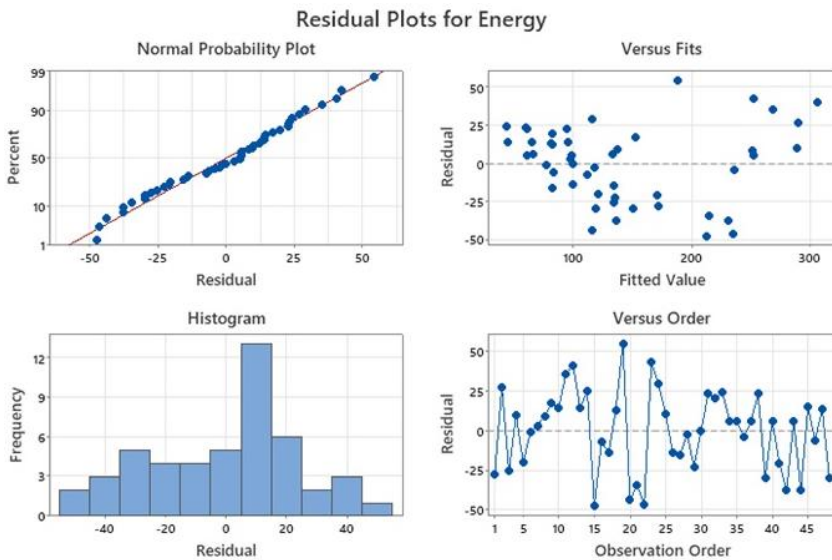 Residual Plots for Energy
Normal Probability Plot
99
90
50
10
1
Percent
-50 -25 0 25 50
Residual
Versus Fits
50
25
0
-25
-50
Residual
100 200 300
Fitted Value
Histogram
12
9
6
3
0
Frequency
-40 -20 0 20 40
Residual
Versus Order
50
25
0
-25
-50
Residual
1 5 10 15 20 25 30 35 40 45
Observation Order